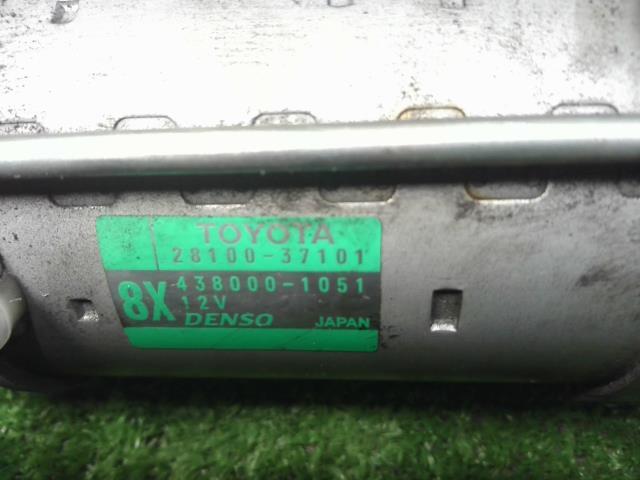 TOYOTA
28100-37101
8X 438000-1051
12V
DENSO JAPAN